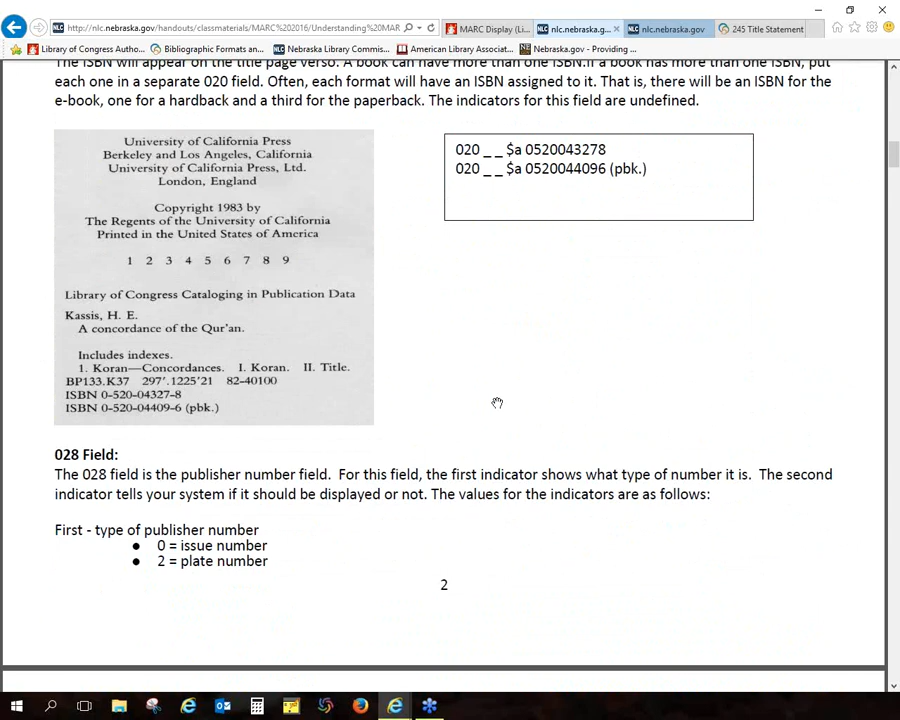 http://nlc.nebraska.gov/handouts/classmaterials/MARC%202016/Understanding%20MAR
MARC Display (Li...
nlc.nebraska.g...
nlc.nebraska.gov
245 Title Statement
Library of Congress Autho...
Bibliographic Formats an...
Nebraska Library Commis...
American Library Associat...
Nebraska.gov - Providing ...
The ISBN will appear on the title page verso. A book can have more than one ISBN.If a book has more than one ISBN, put
each one in a separate 020 field. Often, each format will have an ISBN assigned to it. That is, there will be an ISBN for the
e-book, one for a hardback and a third for the paperback. The indicators for this field are undefined.
University of California Press
Berkeley and Los Angeles, California
University of California Press, Ltd.
London, England
Copyright 1983 by
The Regents of the University of California
Printed in the United States of America
1 2 3 4 5 6 7 8 9
Library of Congress Cataloging in Publication Data
Kassis, H. E.
A concordance of the Qur'an.
Includes indexes.
1. Koran—Concordances. I. Koran. II. Title.
BP133.K37 297'.1225'21 82-40100
ISBN 0-520-04327-8
ISBN 0-520-04409-6 (pbk.)
020 _ _ $a 0520043278
020 _ _ $a 0520044096 (pbk.)
028 Field:
The 028 field is the publisher number field. For this field, the first indicator shows what type of number it is. The second
indicator tells your system if it should be displayed or not. The values for the indicators are as follows:
First - type of publisher number
● 0 = issue number
● 2 = plate number
2